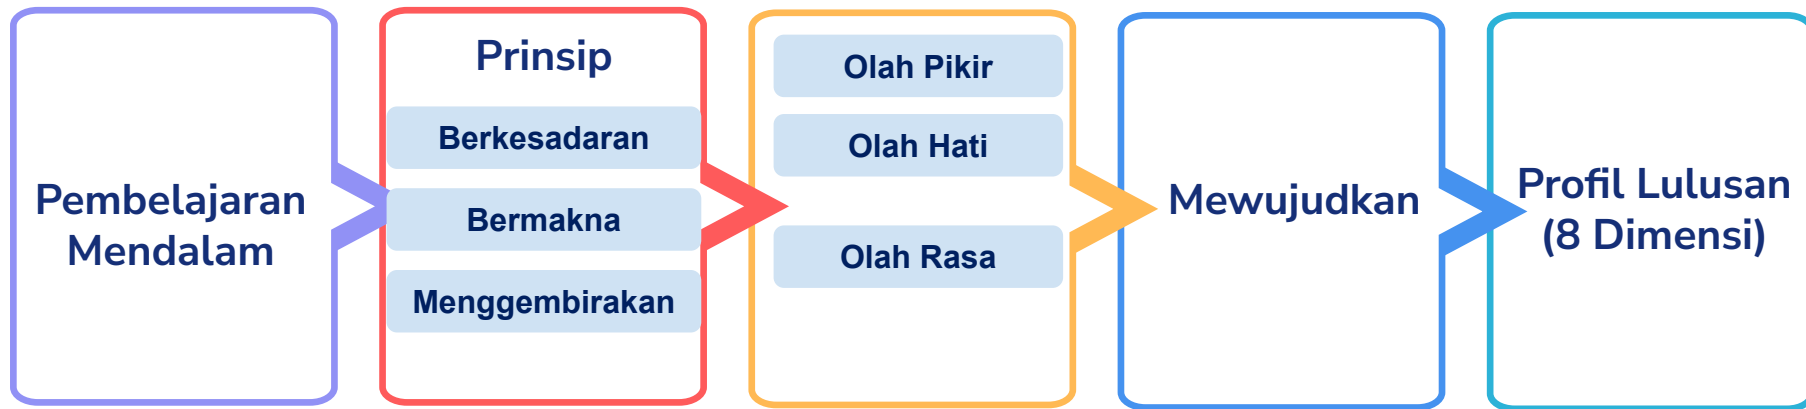 Pembelajaran
Mendalam
Prinsip
Berkesadaran
Bermakna
Menggembirakan
Olah Pikir
Olah Hati
Olah Rasa
Mewujudkan
Profil Lulusan
(8 Dimensi)